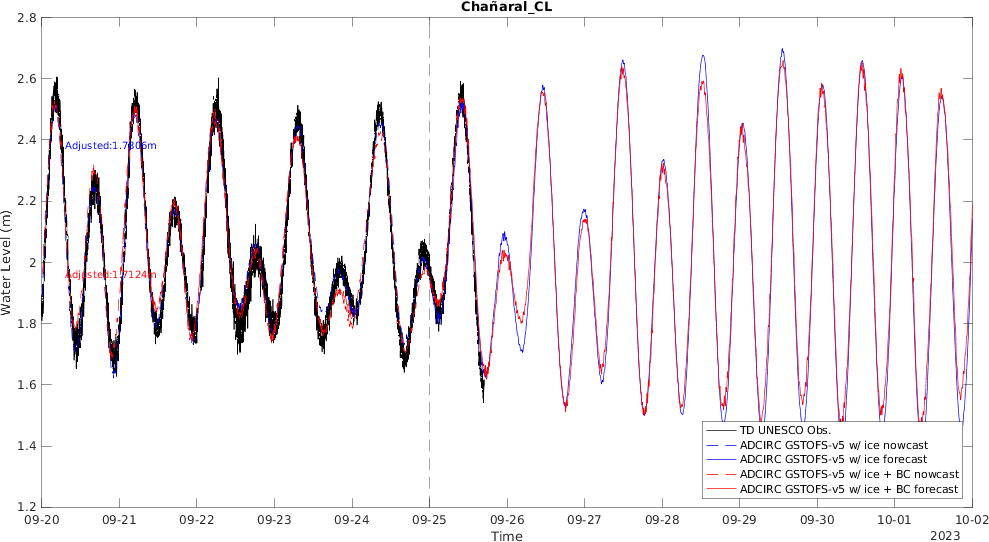 Chañaral_CL
2.8
2.6
2.4
2.2
2
1.8
1.6
1.4
1.2
Water Level (m)
Adjusted:1.7306m
Adjusted:1.7124m
TD UNESCO Obs.
ADCIRC GSTOFS-v5 w/ ice nowcast
ADCIRC GSTOFS-v5 w/ ice forecast
ADCIRC GSTOFS-v5 w/ ice + BC nowcast
ADCIRC GSTOFS-v5 w/ ice + BC forecast
09-20 09-21 09-22 09-23 09-24 09-25 09-26 09-27 09-28 09-29 09-30 10-01 10-02
Time
2023